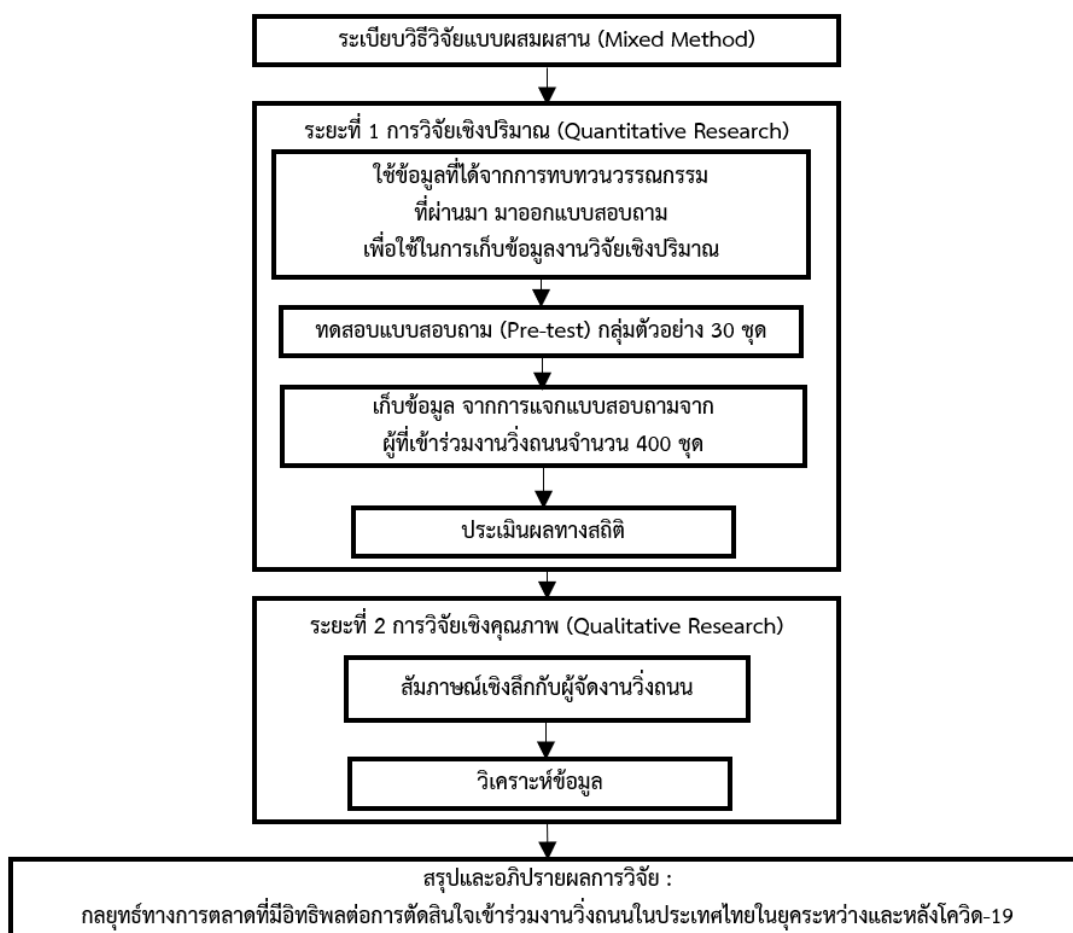 ระเบียบวิธีวิจัยแบบผสมผสาน (Mixed Method)
ระยะที่ 1 การวิจัยเชิงปริมาณ (Quantitative Research)
ใช้ข้อมูลที่ได้จากการทบทวนวรรณกรรม
ที่ผ่านมา มาออกแบบสอบถาม
เพื่อใช้ในการเก็บข้อมูลงานวิจัยเชิงปริมาณ
ทดสอบแบบสอบถาม (Pre-test) กลุ่มตัวอย่าง 30 ชุด
เก็บข้อมูล จากการแจกแบบสอบถามจาก
ผู้ที่เข้าร่วมงานวิ่งถนนจำนวน 400 ชุด
ประเมินผลทางสถิติ
ระยะที่ 2 การวิจัยเชิงคุณภาพ (Qualitative Research)
สัมภาษณ์เชิงลึกกับผู้จัดงานวิ่งถนน
วิเคราะห์ข้อมูล
สรุปและอภิปรายผลการวิจัย :
กลยุทธ์ทางการตลาดที่มีอิทธิพลต่อการตัดสินใจเข้าร่วมงานวิ่งถนนในประเทศไทยในยุคระหว่างและหลังโควิด-19